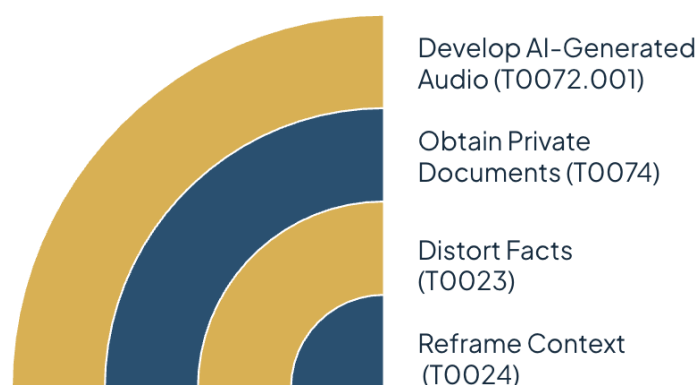 Develop AI-Generated
Audio (T0072.001)
Obtain Private
Documents (T0074)
Distort Facts
(T0023)
Reframe Context
(T0024)